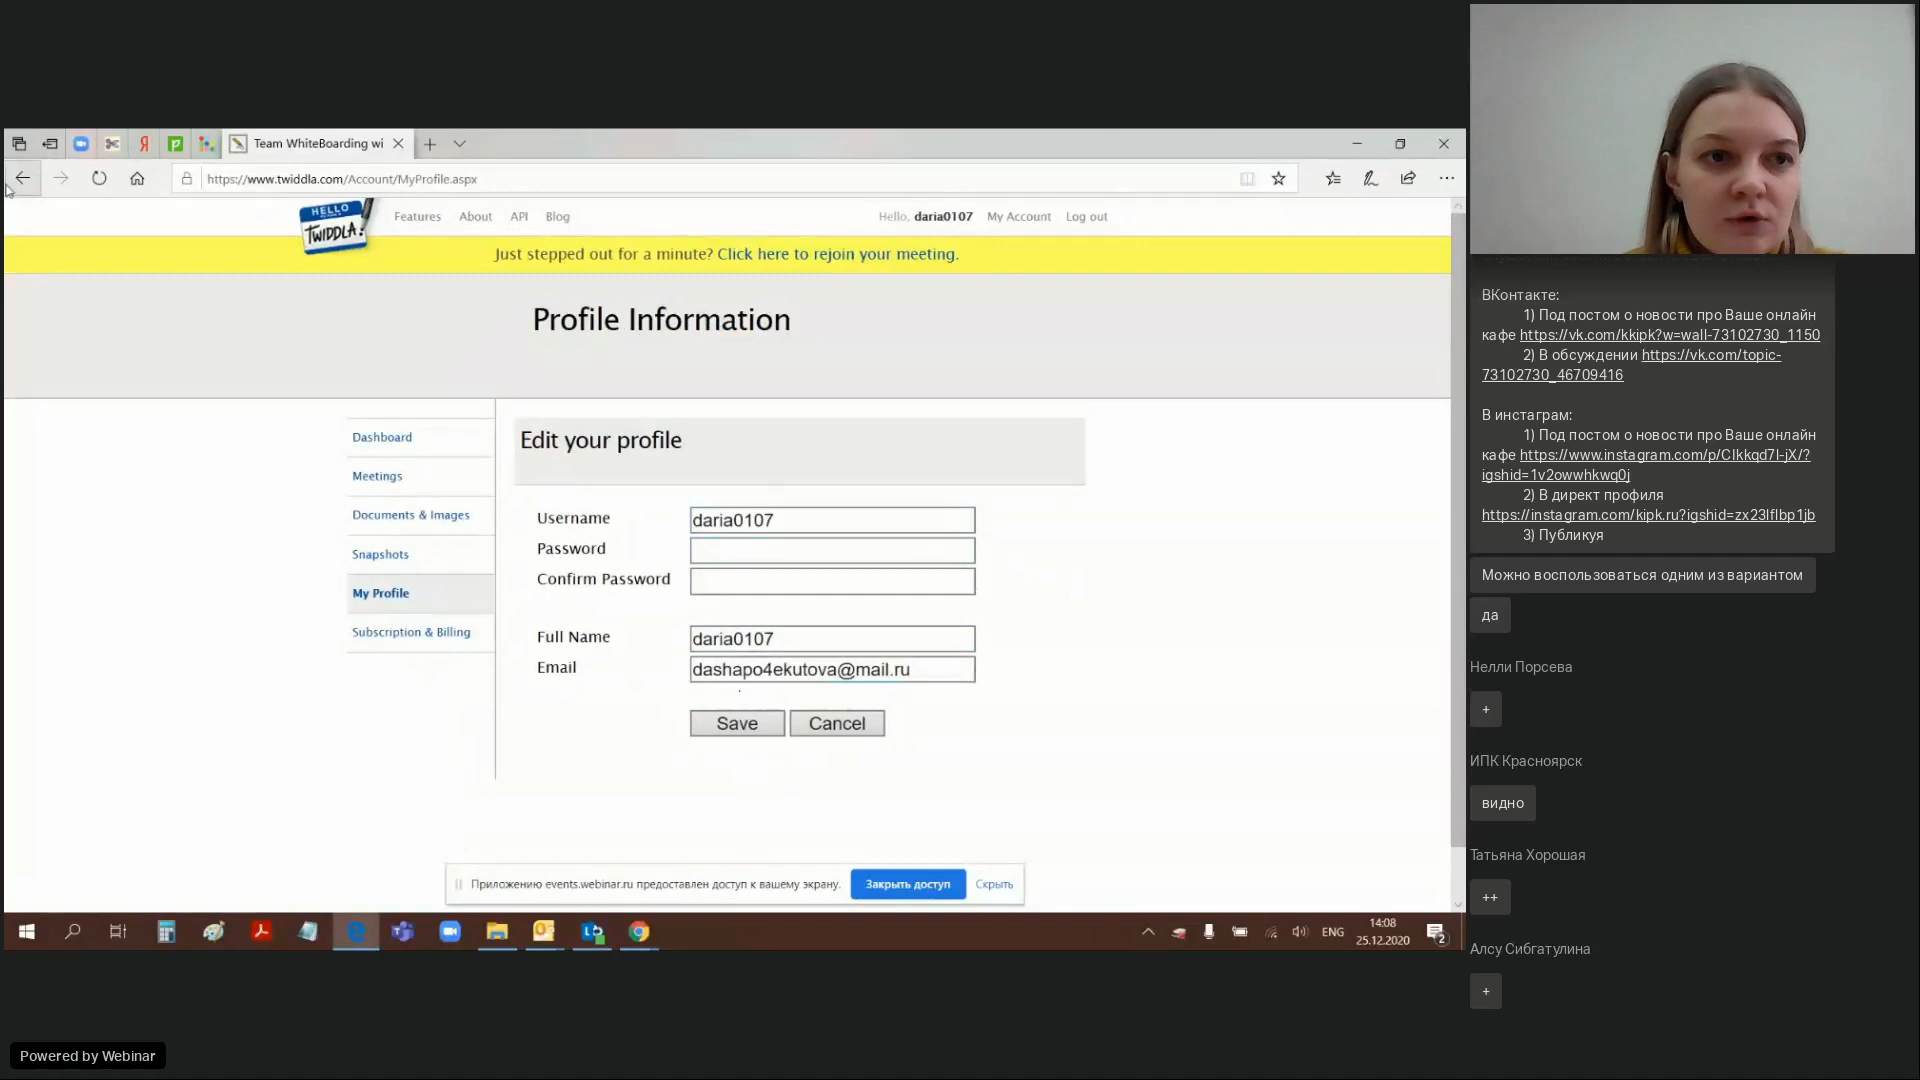 Team WhiteBoarding wi
https://www.twiddla.com/Account/MyProfile.aspx
HELLO
TWIDDLA!
Features About API Blog
Hello, daria0107 My Account Log out
Just stepped out for a minute? Click here to rejoin your meeting.
Profile Information
Dashboard
Meetings
Documents & Images
Snapshots
My Profile
Subscription & Billing
Edit your profile
Username daria0107
Password
Confirm Password
Full Name daria0107
Email dashapo4ekutova@mail.ru
Save Cancel
Приложению events.webinar.ru предоставлен доступ к вашему экрану. Закрыть доступ Скрыть
ENG
14:08
25.12.2020
2
Powered by Webinar
ВКонтакте:
1) Под постом о новости про Ваше онлайн
кафе https://vk.com/kkipk?w=wall-73102730_1150
2) В обсуждении https://vk.com/topic-
73102730_46709416
В инстаграм:
1) Под постом о новости про Ваше онлайн
кафе https://www.instagram.com/p/CIkkqd7l-jX/?
igshid=1v2owwhkwq0j
2) В директ профиля
https://instagram.com/kipk.ru?igshid=zx23lflbp1jb
3) Публикуя
Можно воспользоваться одним из вариантом
да
Нелли Порсева
+
ИПК Красноярск
видно
Татьяна Хорошая
++
Алсу Сибгатулина
+